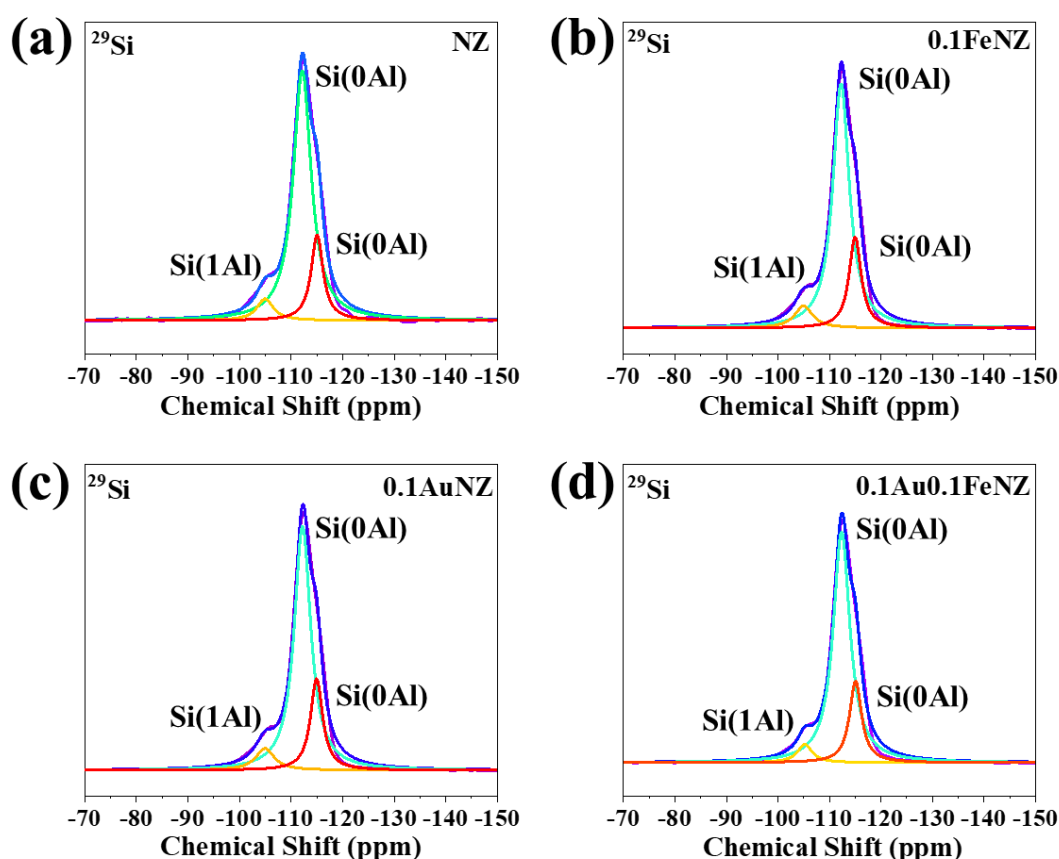 (a)
²⁹Si
NZ
Si(0Al)
Si(1Al)
Si(0Al)
-70 -80 -90 -100 -110 -120 -130 -140 -150
Chemical Shift (ppm)
(b)
²⁹Si
0.1FeNZ
Si(0Al)
Si(1Al)
Si(0Al)
-70 -80 -90 -100 -110 -120 -130 -140 -150
Chemical Shift (ppm)
(c)
²⁹Si
0.1AuNZ
Si(0Al)
Si(1Al)
Si(0Al)
-70 -80 -90 -100 -110 -120 -130 -140 -150
Chemical Shift (ppm)
(d)
²⁹Si
0.1Au0.1FeNZ
Si(0Al)
Si(1Al)
Si(0Al)
-70 -80 -90 -100 -110 -120 -130 -140 -150
Chemical Shift (ppm)